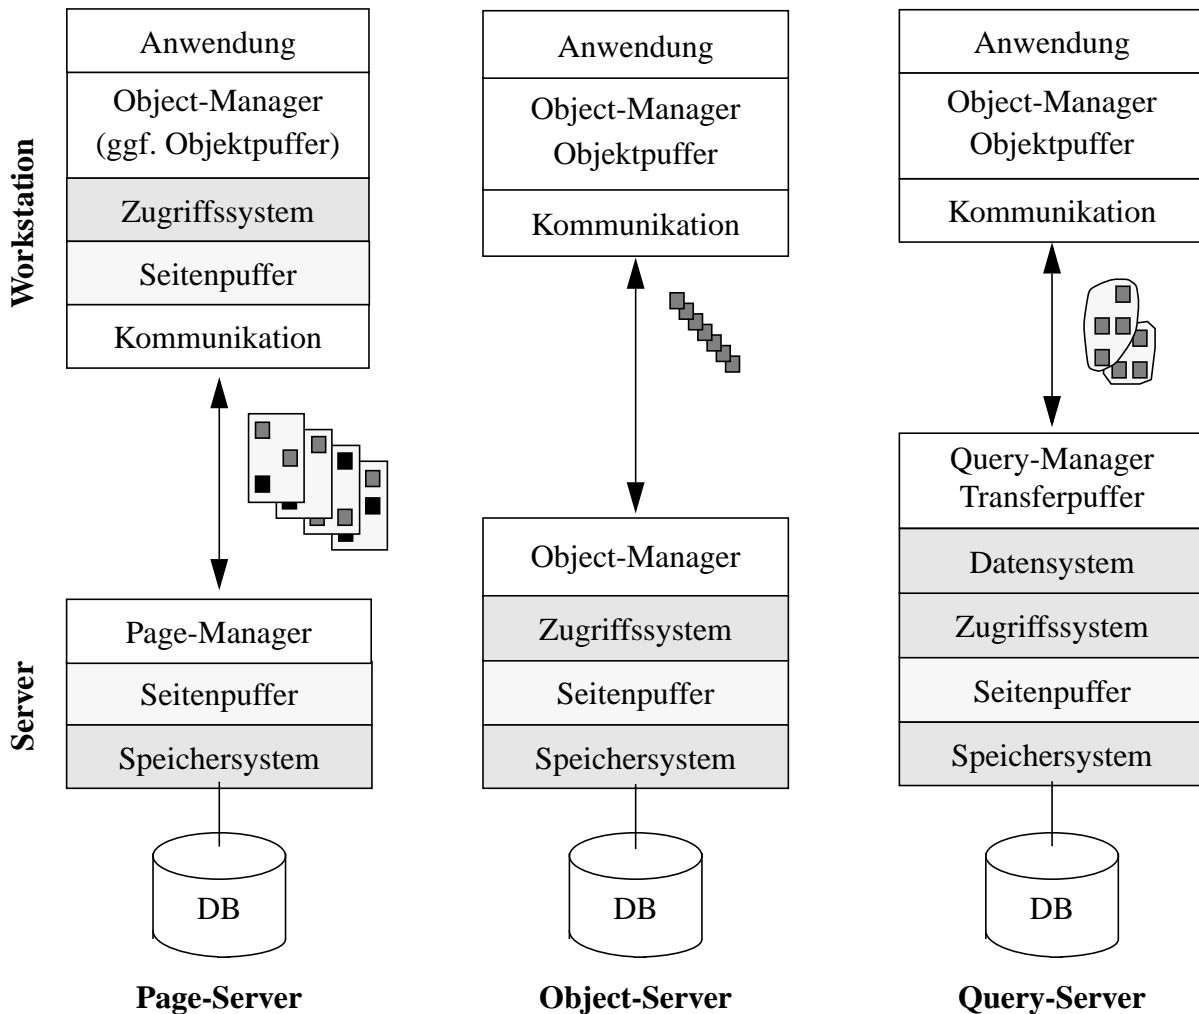 Workstation
Server
Anwendung
Object-Manager
(ggf. Objektpuffer)
Zugriffssystem
Seitenpuffer
Kommunikation
Page-Manager
Seitenpuffer
Speichersystem
DB
Page-Server
Anwendung
Object-Manager
Objektpuffer
Kommunikation
Object-Manager
Zugriffssystem
Seitenpuffer
Speichersystem
DB
Object-Server
Anwendung
Object-Manager
Objektpuffer
Kommunikation
Query-Manager
Transferpuffer
Datensystem
Zugriffssystem
Seitenpuffer
Speichersystem
DB
Query-Server